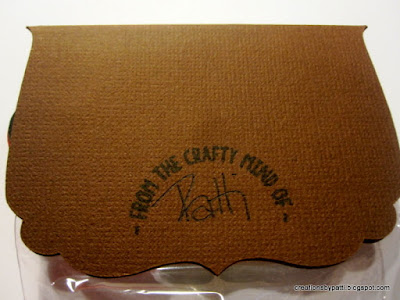 - FROM THE CRAFTY MIND OF -
Patti
creationsbypatti.blogspot.com